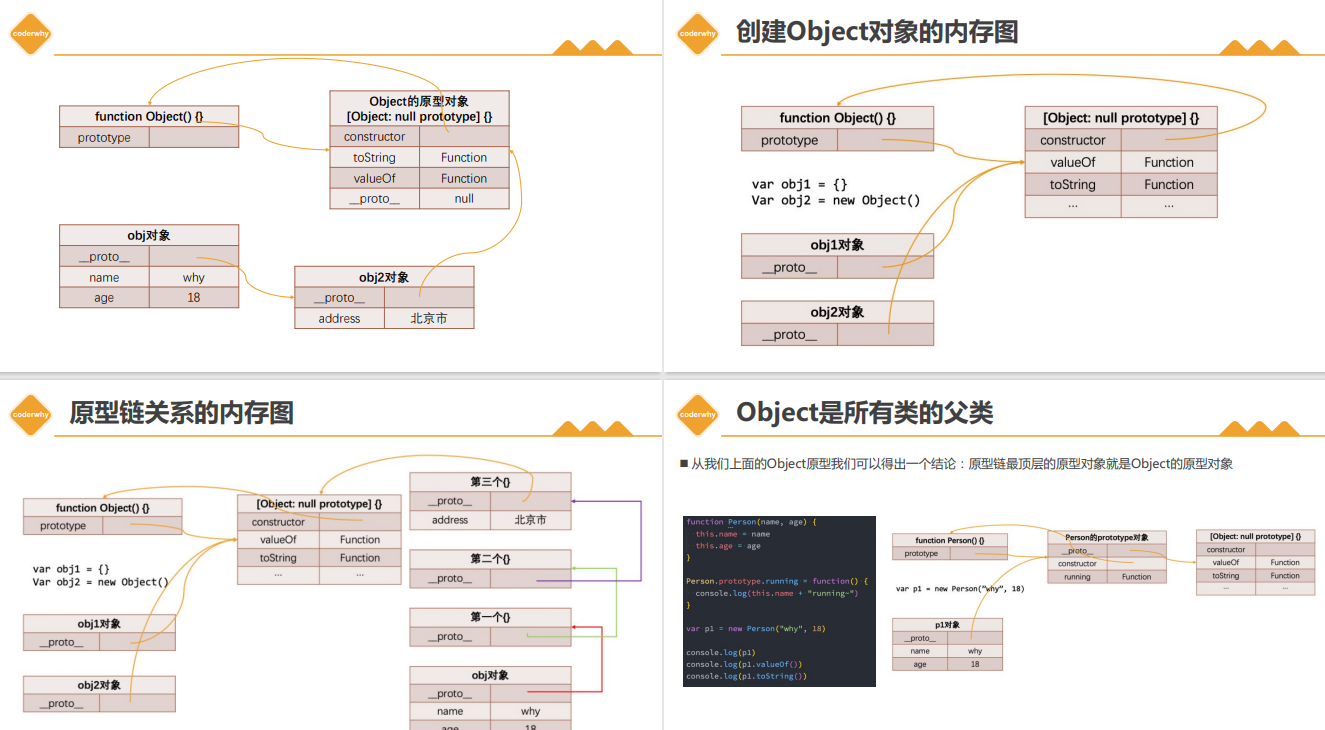 coderwhy
function Object() {}
prototype
Object的原型对象
[Object: null prototype] {}
constructor
toString Function
valueOf Function
__proto__ null
obj对象
__proto__
name why
age 18
obj2对象
__proto__
address 北京市
coderwhy
创建Object对象的内存图
function Object() {}
prototype
[Object: null prototype] {}
constructor
valueOf Function
toString Function
... ...
var obj1 = {}
Var obj2 = new Object()
obj1对象
__proto__
obj2对象
__proto__
coderwhy
原型链关系的内存图
function Object() {}
prototype
[Object: null prototype] {}
constructor
valueOf Function
toString Function
... ...
var obj1 = {}
Var obj2 = new Object()
obj1对象
__proto__
obj2对象
__proto__
第三个{}
__proto__
address 北京市
第二个{}
__proto__
第一个{}
__proto__
obj对象
__proto__
name why
age 18
coderwhy
Object是所有类的父类
■ 从我们上面的Object原型我们可以得出一个结论：原型链最顶层的原型对象就是Object的原型对象
function Person(name, age) {
this.name = name
this.age = age
}
Person.prototype.running = function() {
console.log(this.name + "running~")
}
var p1 = new Person("why", 18)
console.log(p1)
console.log(p1.valueOf())
console.log(p1.toString())
function Person() {}
prototype
Person的prototype对象
__proto__
constructor
running Function
[Object: null prototype] {}
constructor
valueOf Function
toString Function
... ...
var p1 = new Person("why", 18)
p1对象
__proto__
name why
age 18